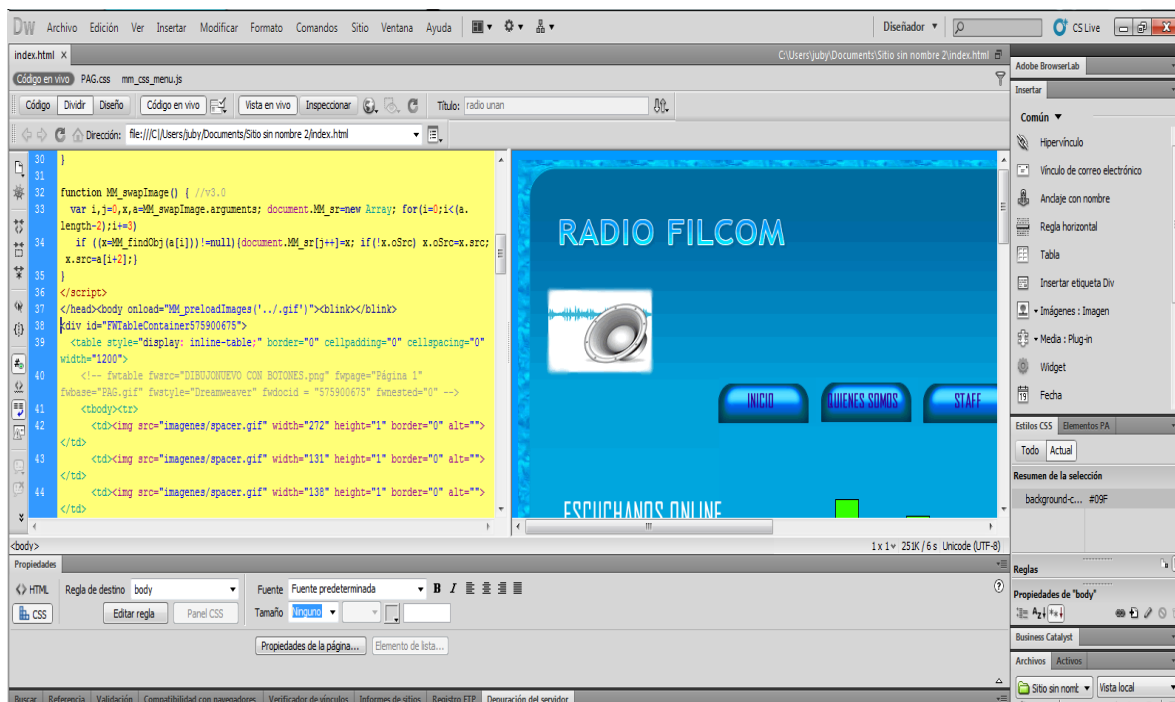 DW Archivo Edición Ver Insertar Modificar Formato Comandos Sitio Ventana Ayuda Diseñador CS Live
index.html X C:\Users\juby\Documents\Sitio sin nombre 2\index.html
Código en vivo PAG.css mm_css_menu.js
Código Dividir Diseño Código en vivo Vista en vivo Inspeccionar Título: radio unan
Dirección: file:///C|/Users/juby/Documents/Sitio sin nombre 2/index.html
30 }
31
32 function MM_swapImage() { //v3.0
33 var i,j=0,x,a=MM_swapImage.arguments; document.MM_sr=new Array; for(i=0;i<(a.
length-2);i+=3)
34 if ((x=MM_findObj(a[i]))!=null){document.MM_sr[j++]=x; if(!x.oSrc) x.oSrc=x.src;
x.src=a[i+2];}
35 }
36 </script>
37 </head><body onload="MM_preloadImages('../.gif')"><blink></blink>
38 <div id="FWTableContainer575900675">
39 <table style="display: inline-table;" border="0" cellpadding="0" cellspacing="0"
width="1200">
40 <!-- fwtable fwsrc="DIBUJONUEVO CON BOTONES.png" fwpage="Página 1"
fwbase="PAG.gif" fwstyle="Dreamweaver" fwdocid = "575900675" fwnested="0" -->
41 <tbody><tr>
42 <td><img src="imagenes/spacer.gif" width="272" height="1" border="0" alt="">
</td>
43 <td><img src="imagenes/spacer.gif" width="131" height="1" border="0" alt="">
</td>
44 <td><img src="imagenes/spacer.gif" width="138" height="1" border="0" alt="">
</td>
RADIO FILCOM
INICIO QUIENES SOMOS STAFF
ESCUCHANOS ONLINE
<body> 1 x 1 251K / 6 s Unicode (UTF-8)
Propiedades
<> HTML Regla de destino body Fuente Fuente predeterminada B I
CSS Editar regla Panel CSS Tamaño Ninguno
Propiedades de la página... Elemento de lista...
Buscar Referencia Validación Compatibilidad con navegadores Verificador de vínculos Informes de sitios Registro FTP Depuración del servidor
Adobe BrowserLab
Insertar
Común
Hipervínculo
Vínculo de correo electrónico
Anclaje con nombre
Regla horizontal
Tabla
Insertar etiqueta Div
Imágenes : Imagen
Media : Plug-in
Widget
19 Fecha
Estilos CSS Elementos PA
Todo Actual
Resumen de la selección
background-c... #09F
Reglas
Propiedades de "body"
Business Catalyst
Archivos Activos
Sitio sin nomb Vista local